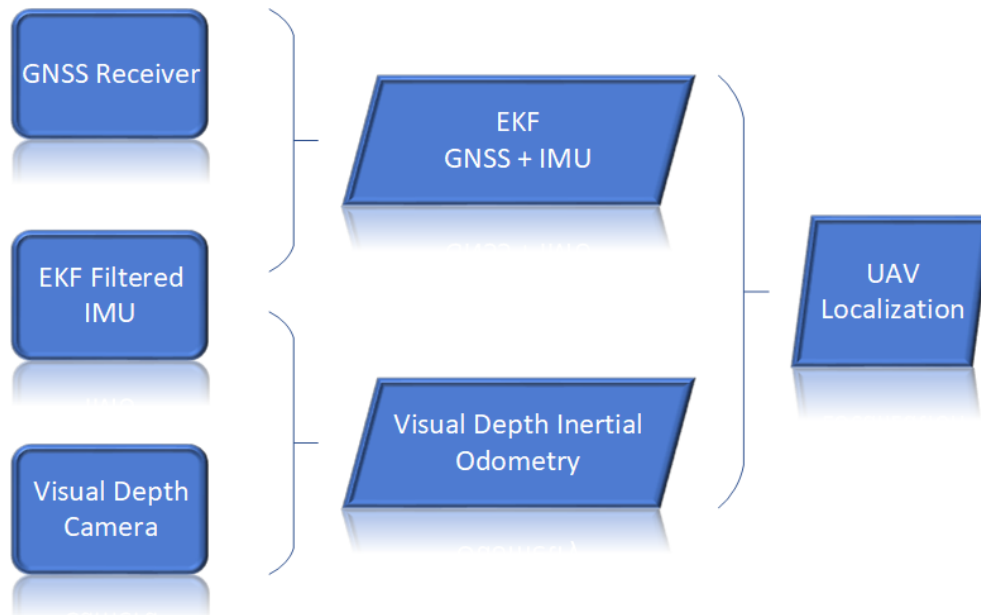 GNSS Receiver
EKF Filtered
IMU
Visual Depth
Camera
EKF
GNSS + IMU
Visual Depth Inertial
Odometry
UAV
Localization